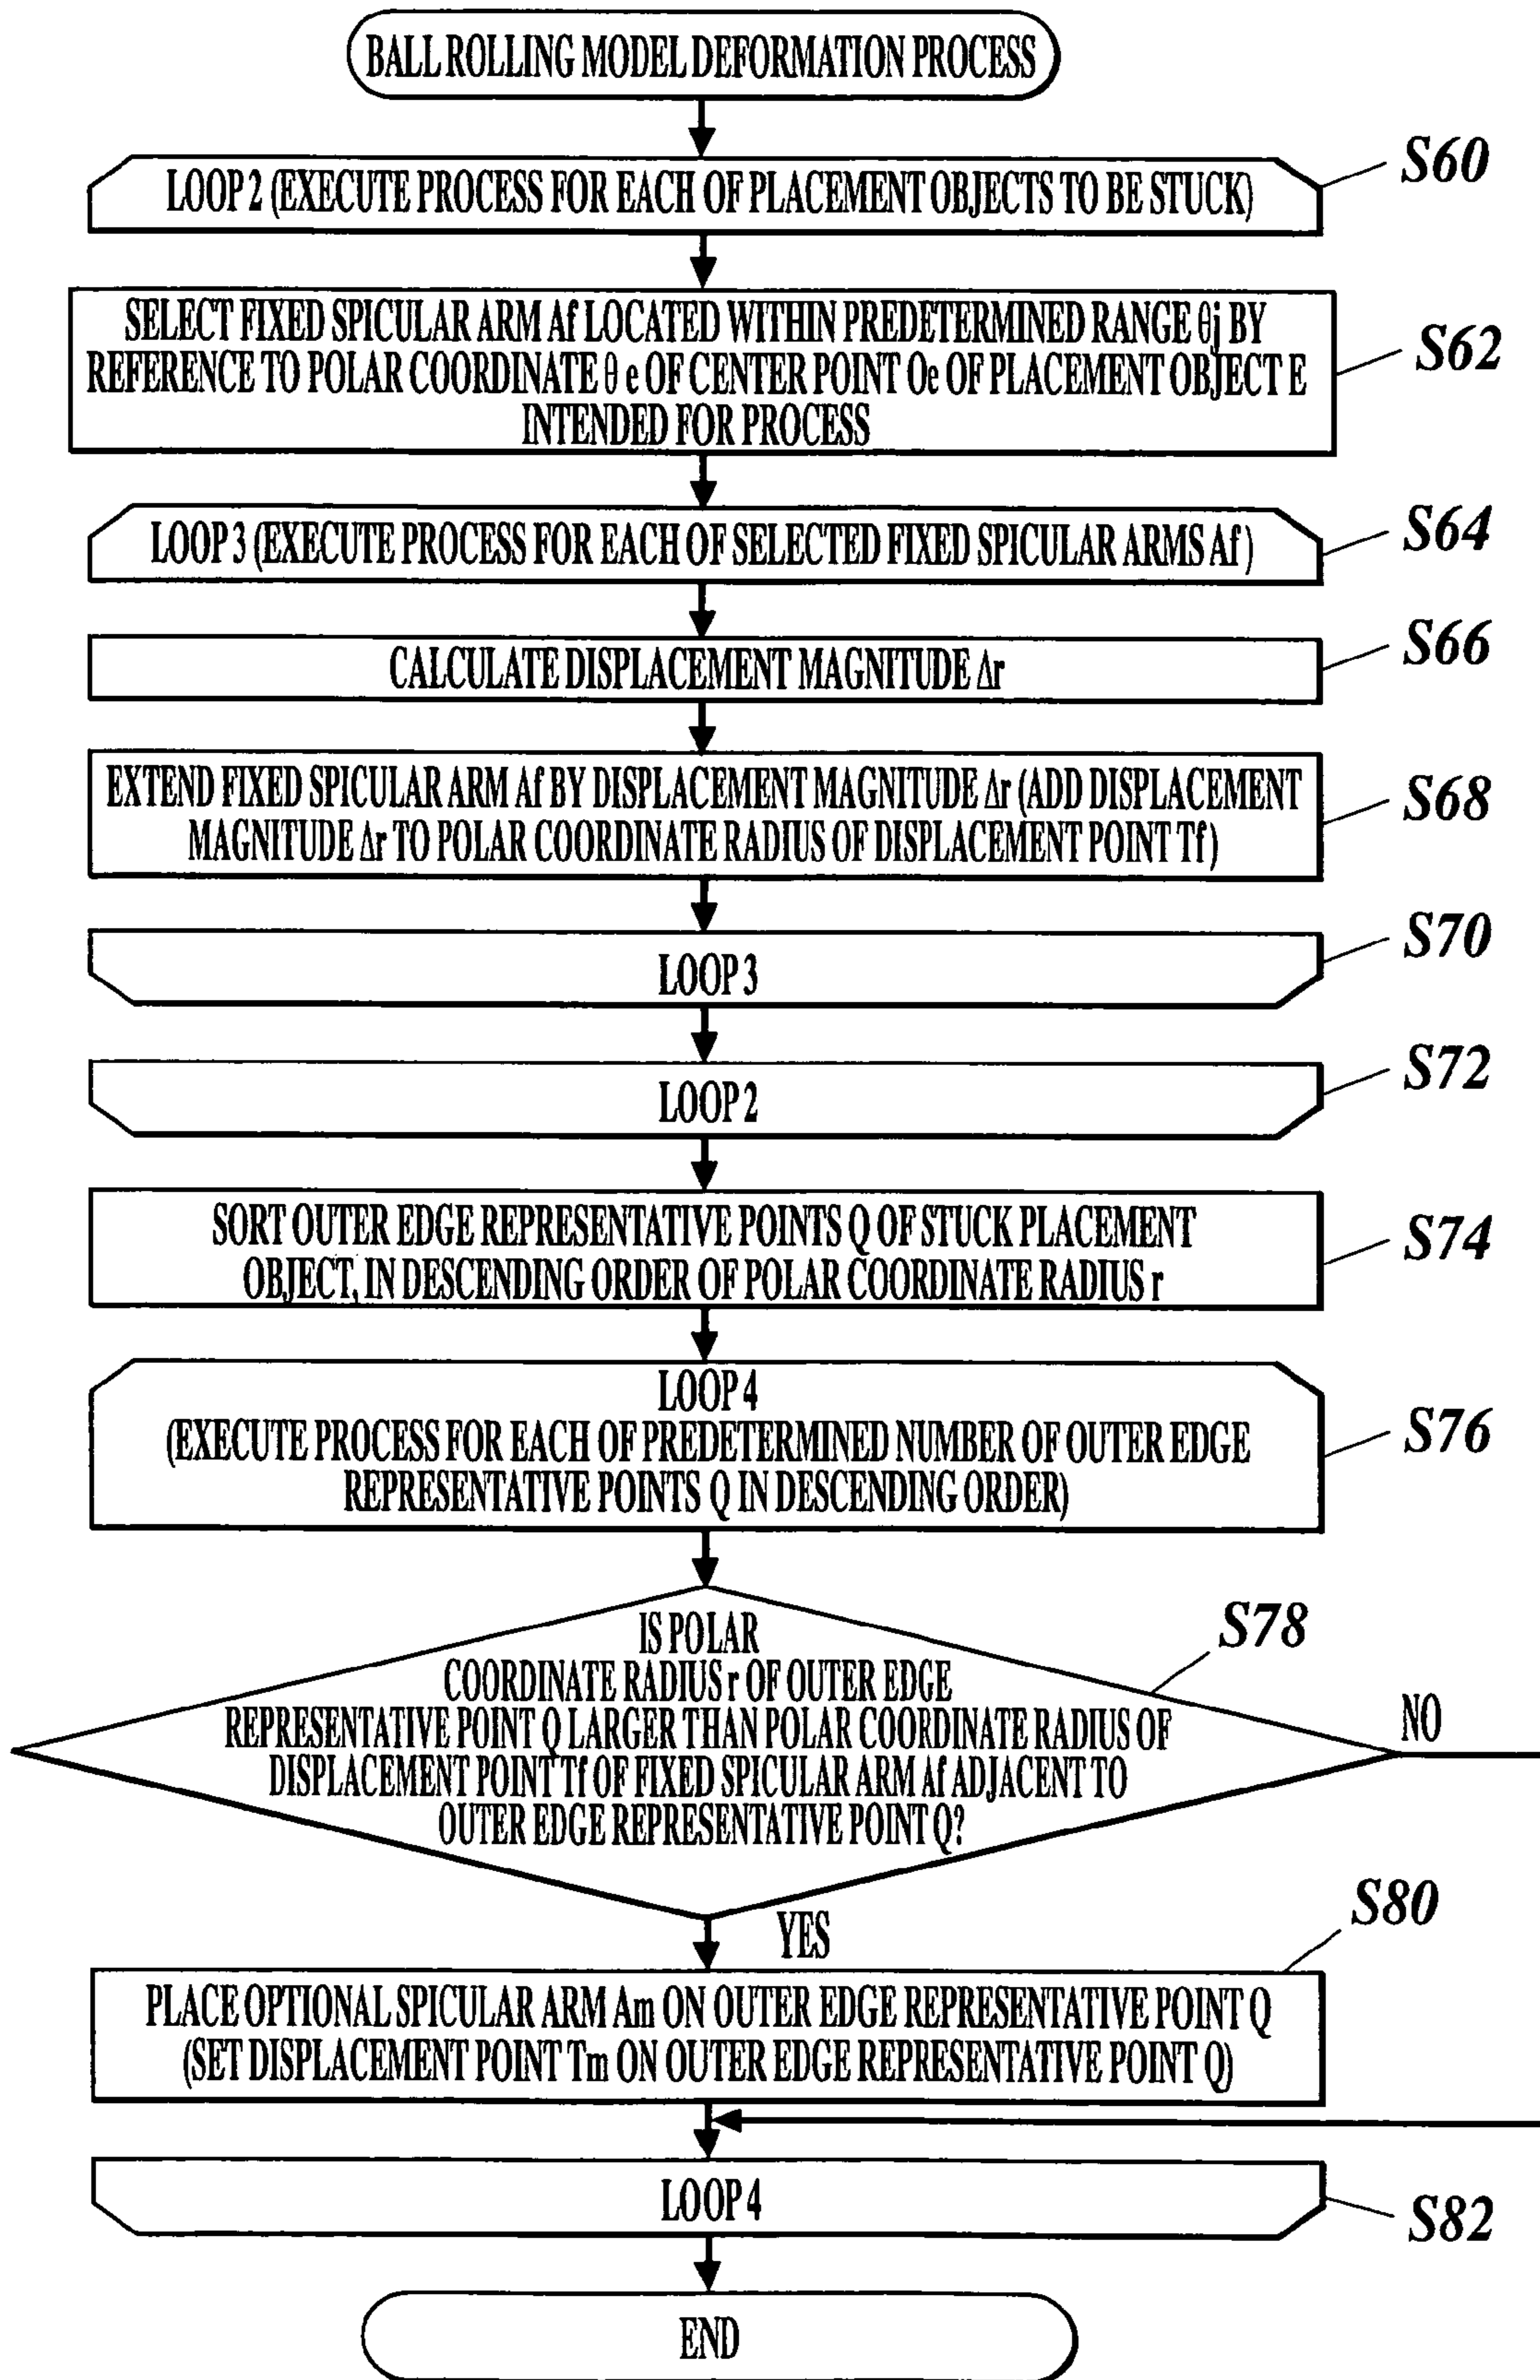 BALL ROLLING MODEL DEFORMATION PROCESS
LOOP 2 (EXECUTE PROCESS FOR EACH OF PLACEMENT OBJECTS TO BE STUCK)
S60
SELECT FIXED SPICULAR ARM Af LOCATED WITHIN PREDETERMINED RANGE θj BY
REFERENCE TO POLAR COORDINATE θ e OF CENTER POINT Oe OF PLACEMENT OBJECT E
INTENDED FOR PROCESS
S62
LOOP 3 (EXECUTE PROCESS FOR EACH OF SELECTED FIXED SPICULAR ARMS Af )
S64
CALCULATE DISPLACEMENT MAGNITUDE Δr
S66
EXTEND FIXED SPICULAR ARM Af BY DISPLACEMENT MAGNITUDE Δr (ADD DISPLACEMENT
MAGNITUDE Δr TO POLAR COORDINATE RADIUS OF DISPLACEMENT POINT Tf )
S68
LOOP 3
S70
LOOP 2
S72
SORT OUTER EDGE REPRESENTATIVE POINTS Q OF STUCK PLACEMENT
OBJECT, IN DESCENDING ORDER OF POLAR COORDINATE RADIUS r
S74
LOOP 4
(EXECUTE PROCESS FOR EACH OF PREDETERMINED NUMBER OF OUTER EDGE
REPRESENTATIVE POINTS Q IN DESCENDING ORDER)
S76
IS POLAR
COORDINATE RADIUS r OF OUTER EDGE
REPRESENTATIVE POINT Q LARGER THAN POLAR COORDINATE RADIUS OF
DISPLACEMENT POINT Tf OF FIXED SPICULAR ARM Af ADJACENT TO
OUTER EDGE REPRESENTATIVE POINT Q?
S78
NO
YES
PLACE OPTIONAL SPICULAR ARM Am ON OUTER EDGE REPRESENTATIVE POINT Q
(SET DISPLACEMENT POINT Tm ON OUTER EDGE REPRESENTATIVE POINT Q)
S80
LOOP 4
S82
END